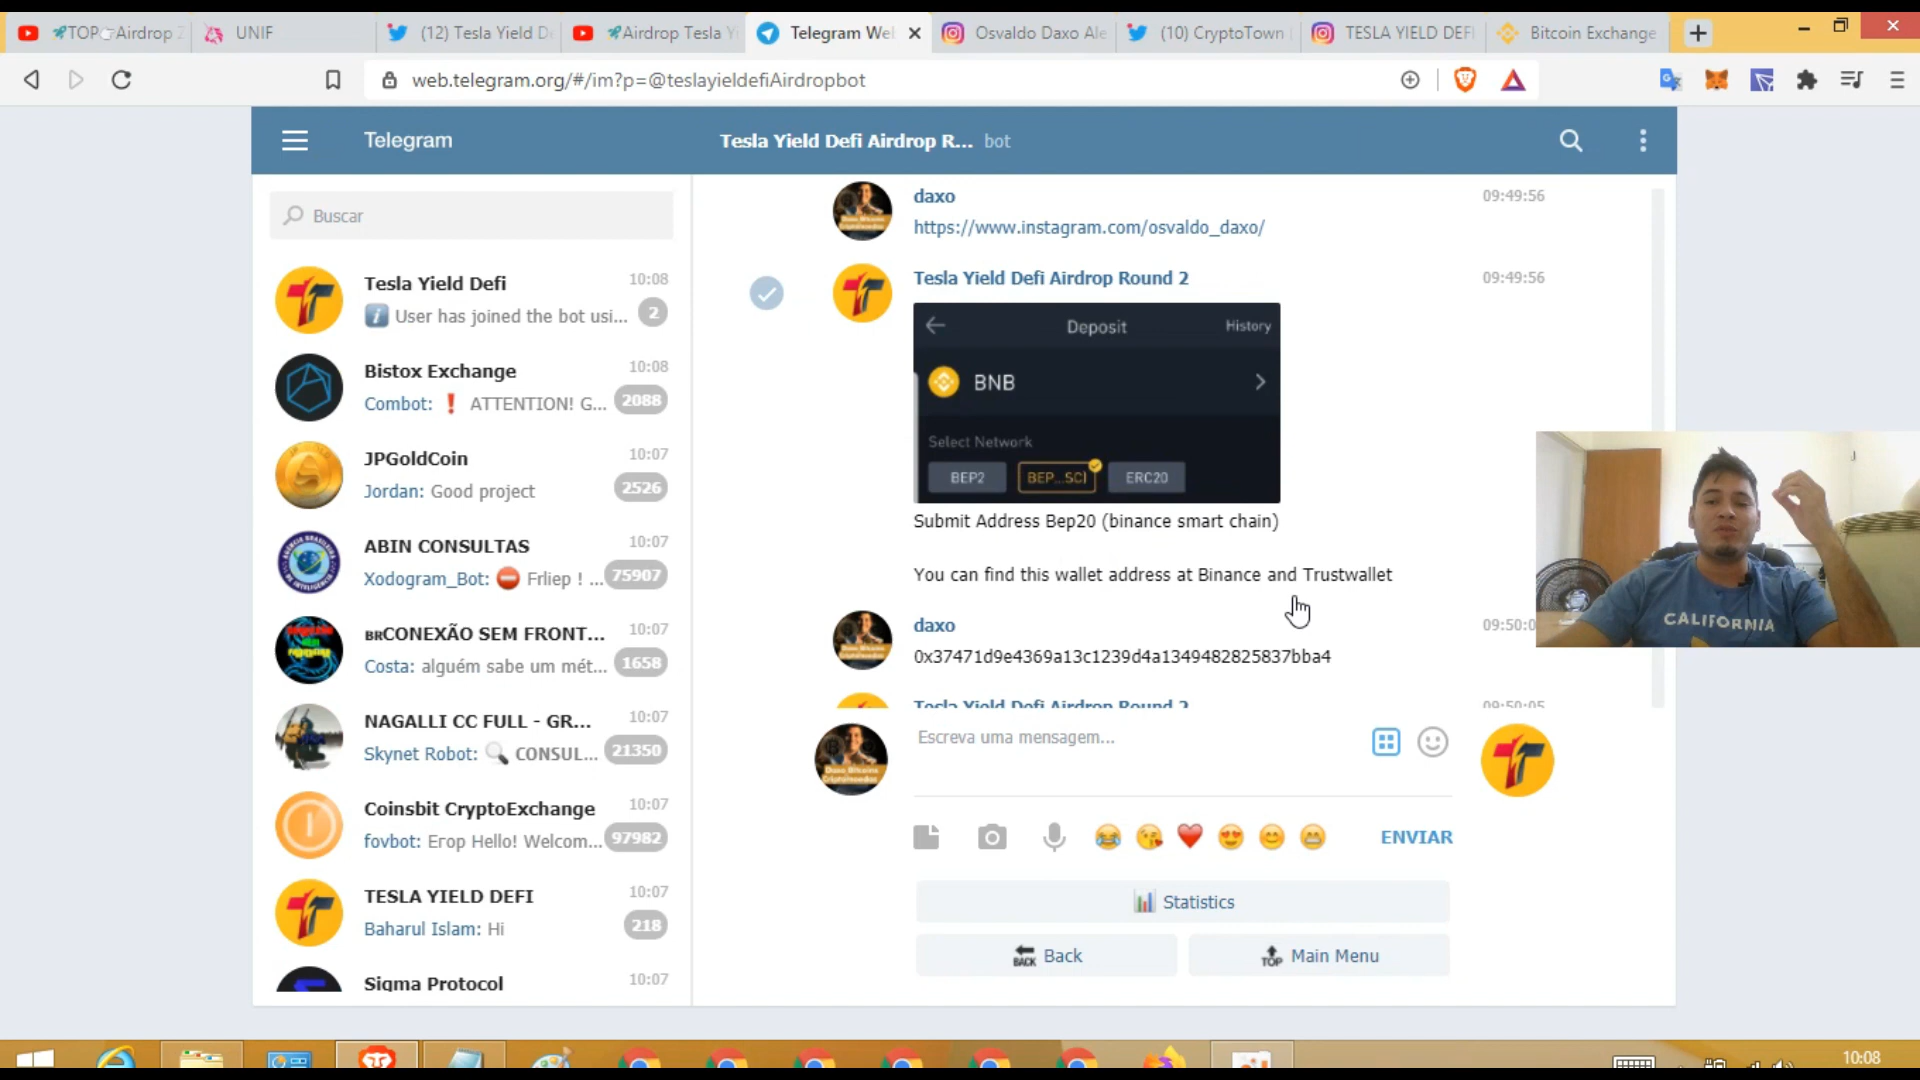 TOP Airdrop 2
UNIF
(12) Tesla Yield D
Airdrop Tesla Y
Telegram We
Osvaldo Daxo Ale
(10) CryptoTown
TESLA YIELD DEFI
Bitcoin Exchange
web.telegram.org/#/im?p=@teslayieldefiAirdropbot
Telegram
Tesla Yield Defi Airdrop R... bot
Buscar
Tesla Yield Defi 10:08
User has joined the bot usi... 2
Bistox Exchange 10:08
Combot: ❗ ATTENTION! G... 2088
JPGoldCoin 10:07
Jordan: Good project 2526
ABIN CONSULTAS 10:07
Xodogram_Bot: ⛔ Frliep ! ... 75907
BRCONEXÃO SEM FRONT... 10:07
Costa: alguém sabe um mét... 1658
NAGALLI CC FULL - GR... 10:07
Skynet Robot: 🔍 CONSUL... 21350
Coinsbit CryptoExchange 10:07
fovbot: Егор Hello! Welcom... 97982
TESLA YIELD DEFI 10:07
Baharul Islam: Hi 218
Sigma Protocol 10:07
daxo 09:49:56
https://www.instagram.com/osvaldo_daxo/
Tesla Yield Defi Airdrop Round 2 09:49:56
Deposit History
BNB
Select Network
BEP2 BEP...SC) ERC20
Submit Address Bep20 (binance smart chain)
You can find this wallet address at Binance and Trustwallet
daxo 09:50:0
0x37471d9e4369a13c1239d4a1349482825837bba4
Tesla Yield Defi Airdrop Round 2 09:50:05
Escreva uma mensagem...
ENVIAR
Statistics
BACK Back
TOP Main Menu
CALIFORNIA
10:08